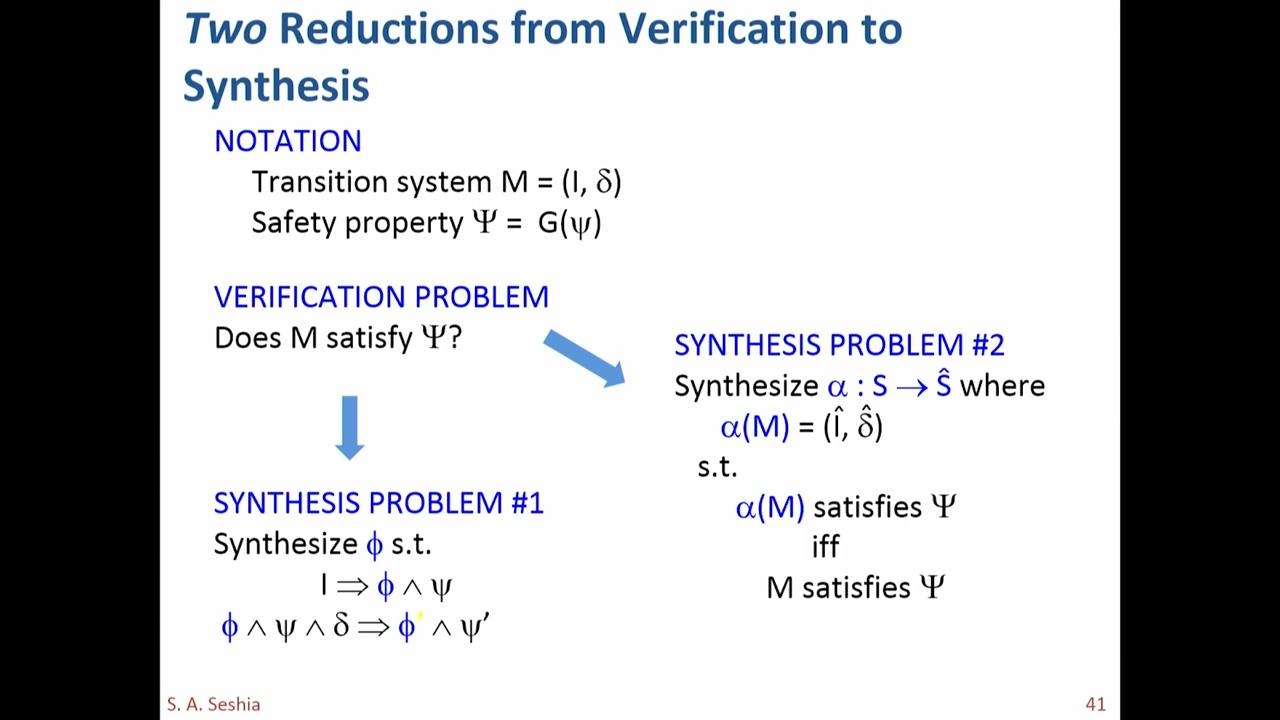 Two Reductions from Verification to
Synthesis
NOTATION
Transition system M = (I, δ)
Safety property Ψ = G(ψ)
VERIFICATION PROBLEM
Does M satisfy Ψ?
SYNTHESIS PROBLEM #1
Synthesize ϕ s.t.
I ⇒ ϕ ∧ ψ
ϕ ∧ ψ ∧ δ ⇒ ϕ′ ∧ ψ′
SYNTHESIS PROBLEM #2
Synthesize α : S → Ŝ where
α(M) = (Î, δ̂)
s.t.
α(M) satisfies Ψ
iff
M satisfies Ψ
S. A. Seshia
41